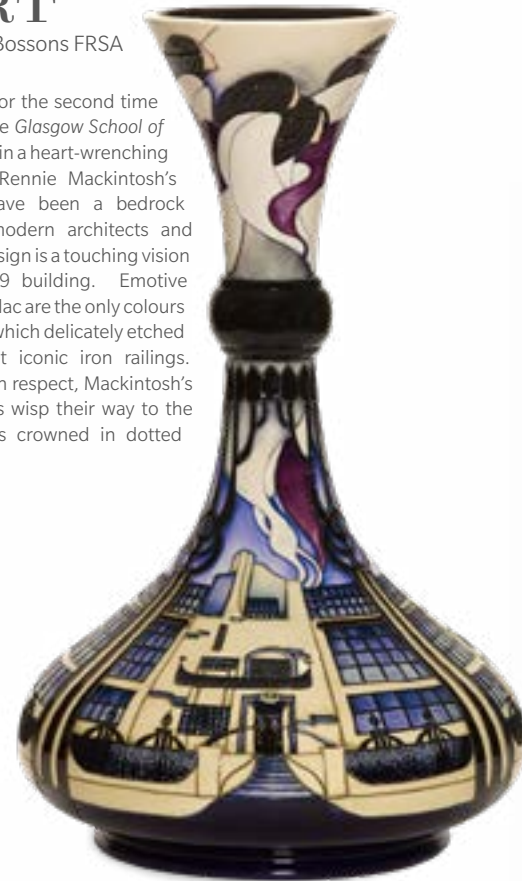 RT
Bossons FRSA
or the second time
e Glasgow School of
in a heart-wrenching
Rennie Mackintosh's
ave been a bedrock
modern architects and
sign is a touching vision
9 building. Emotive
lac are the only colours
which delicately etched
t iconic iron railings.
n respect, Mackintosh's
s wisp their way to the
s crowned in dotted